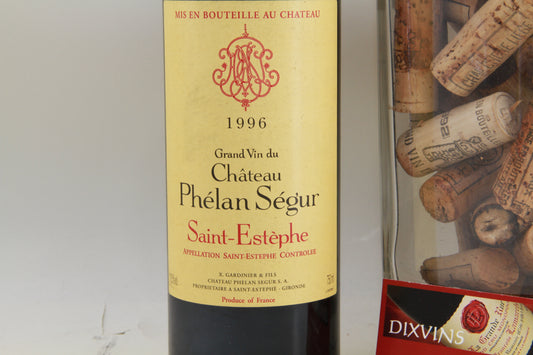 MIS EN BOUTEILLE AU CHATEAU
1996
Grand Vin du
Château
Phélan Ségur
Saint-Estèphe
APPELLATION SAINT-ESTEPHE CONTROLEE
X. GARDINIER & FILS
CHATEAU PHELAN SEGUR S.A.
PROPRIETAIRE A SAINT-ESTEPHE - GIRONDE
Produce of France
DIXVINS